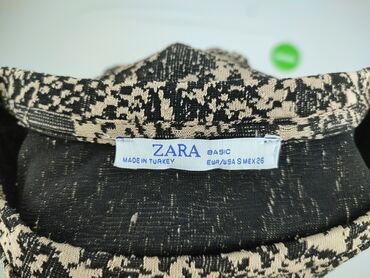 ZARA BASIC
MADE IN TURKEY EUR/USA S MEX 26